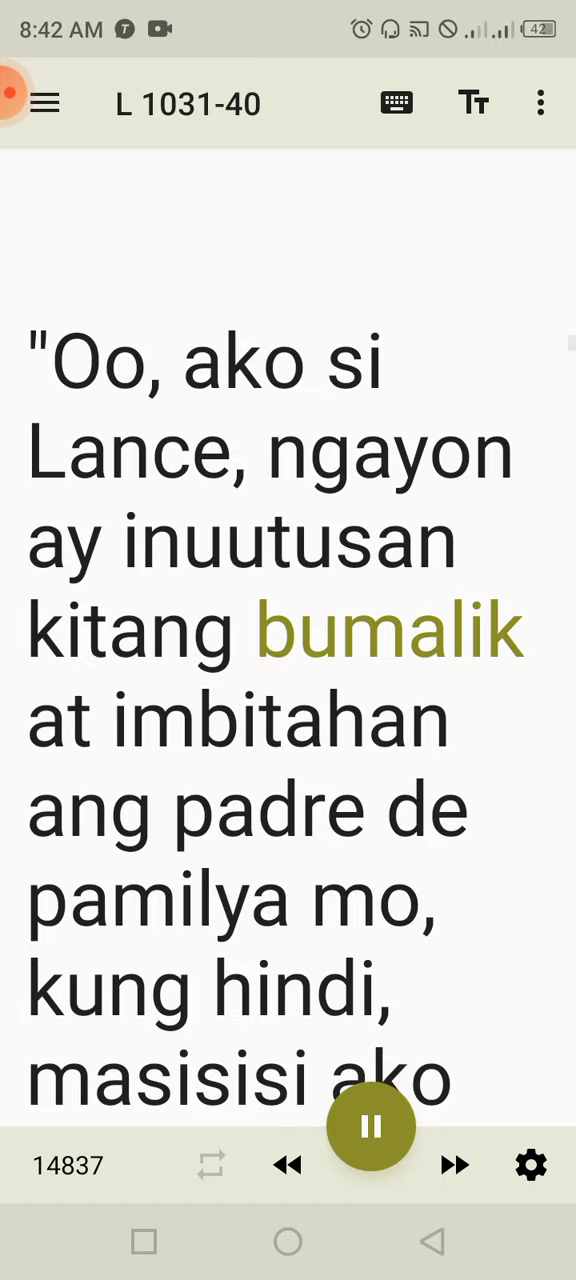 8:42 AM
42
L 1031-40
"Oo, ako si
Lance, ngayon
ay inuutusan
kitang bumalik
at imbitahan
ang padre de
pamilya mo,
kung hindi,
masisisi ako
14837